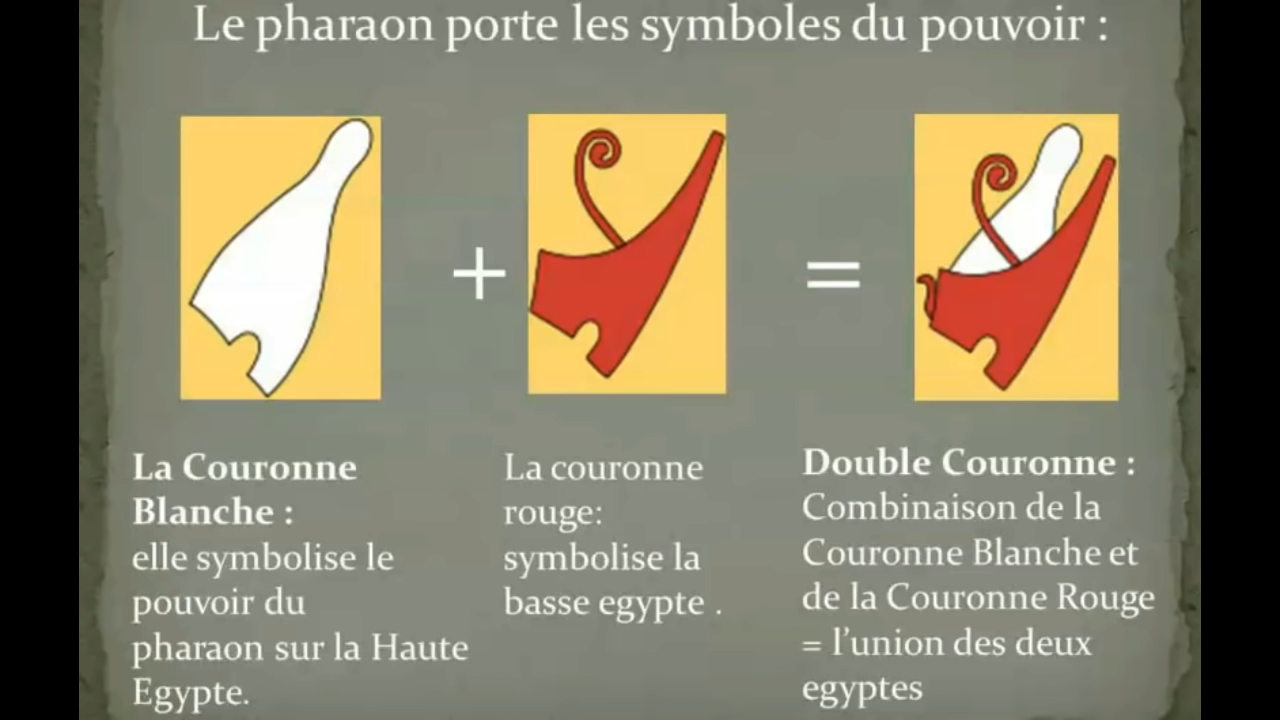 Le pharaon porte les symboles du pouvoir :
+
=
La Couronne
Blanche :
elle symbolise le
pouvoir du
pharaon sur la Haute
Egypte.
La couronne
rouge:
symbolise la
basse egypte .
Double Couronne :
Combinaison de la
Couronne Blanche et
de la Couronne Rouge
= l’union des deux
egyptes